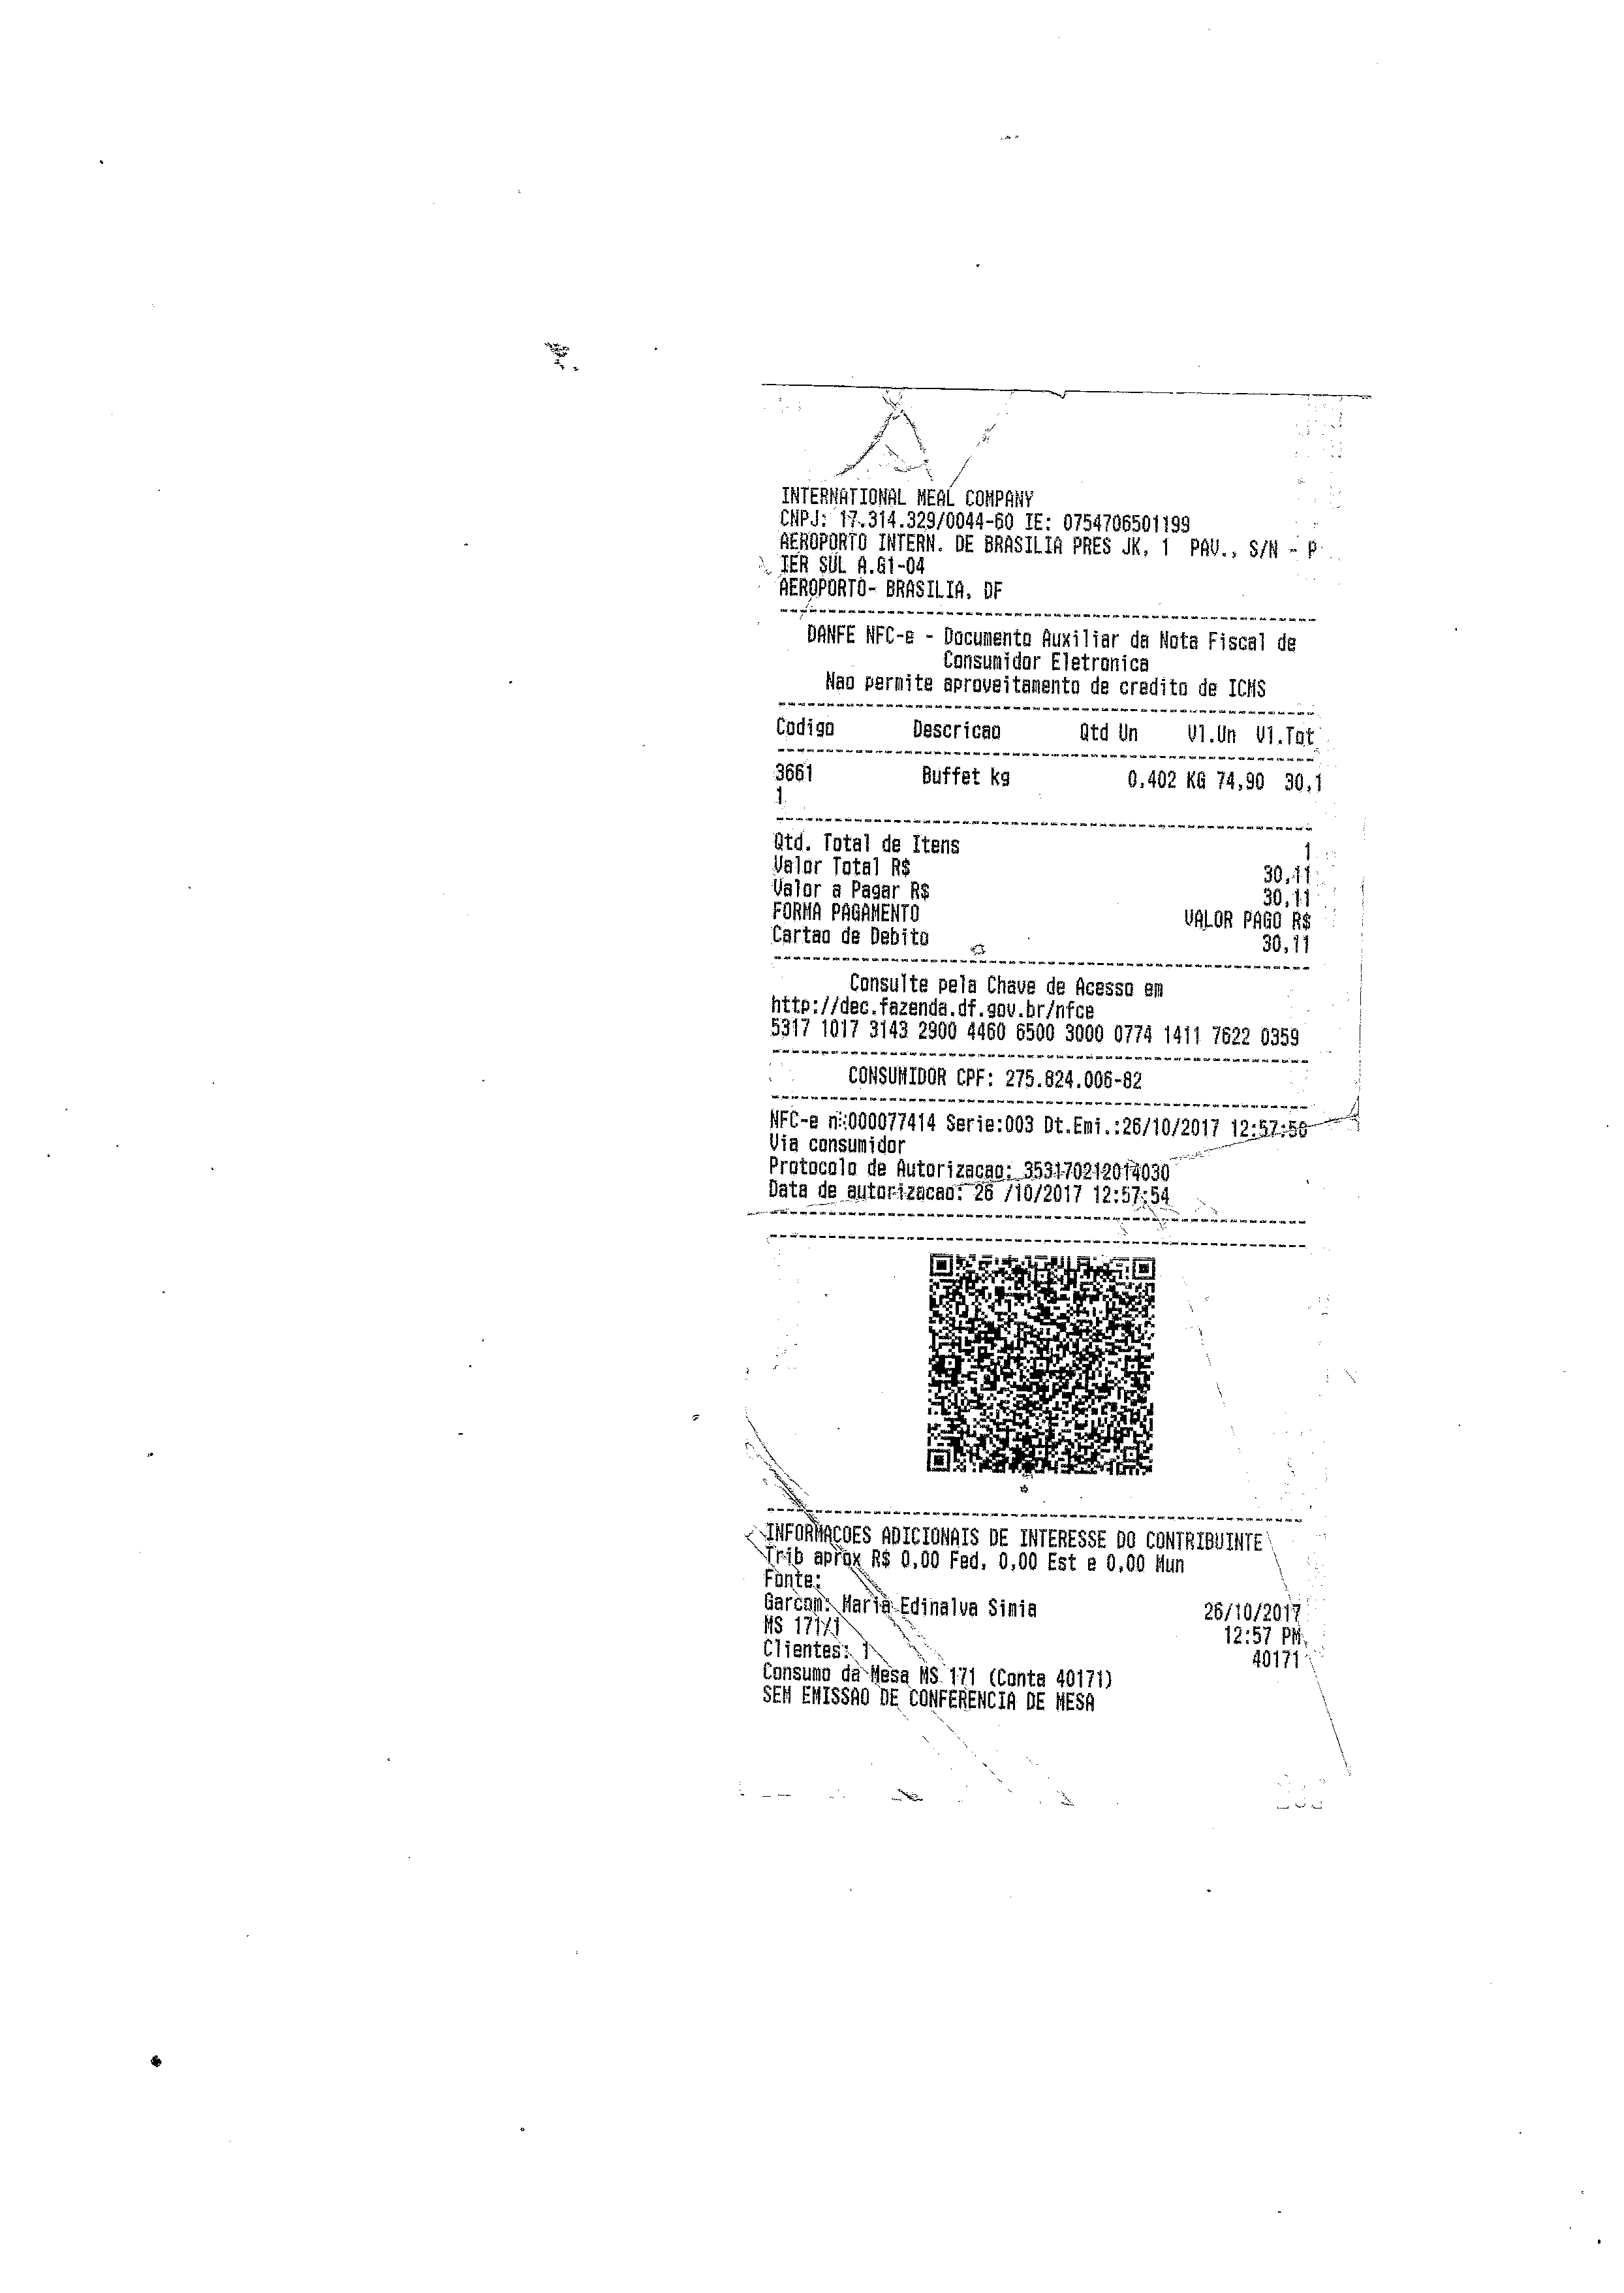 INTERNATIONAL MEAL COMPANY
CNPJ: 17.314.329/0044-60 IE: 0754706501199
AEROPORTO INTERN. DE BRASILIA PRES JK, 1 PAV., S/N - P
TER SUL A.G1-04
AEROPORTO- BRASILIA, DF
DANFE NFC-e - Documento Auxiliar da Nota Fiscal de
Consumidor Eletronica
Nao permite aproveitamento de credito de ICMS
Codigo Descricao Qtd Un Vl.Un Vl.Tot
3661 Buffet kg 0,402 KG 74,90 30,1
1
Qtd. Total de Itens 1
Valor Total R$ 30,11
Valor a Pagar R$ 30,11
FORMA PAGAMENTO VALOR PAGO R$
Cartao de Debito 30,11
Consulte pela Chave de Acesso em
http://dec.fazenda.df.gov.br/nfce
5317 1017 3143 2900 4460 6500 3000 0774 1411 7622 0359
CONSUMIDOR CPF: 275.824.006-82
NFC-e n:000077414 Serie:003 Dt.Emi.:26/10/2017 12:57:50
Via consumidor
Protocolo de Autorizacao: 353170212014030
Data de autorizacao: 26 /10/2017 12:57:54
INFORMACOES ADICIONAIS DE INTERESSE DO CONTRIBUINTE
Trib aprox R$ 0,00 Fed, 0,00 Est e 0,00 Mun
Fonte:
Garcom: Maria Edinalva Simia 26/10/2017
MS 171/1 12:57 PM
Clientes: 1 40171
Consumo da Mesa MS 171 (Conta 40171)
SEM EMISSAO DE CONFERENCIA DE MESA